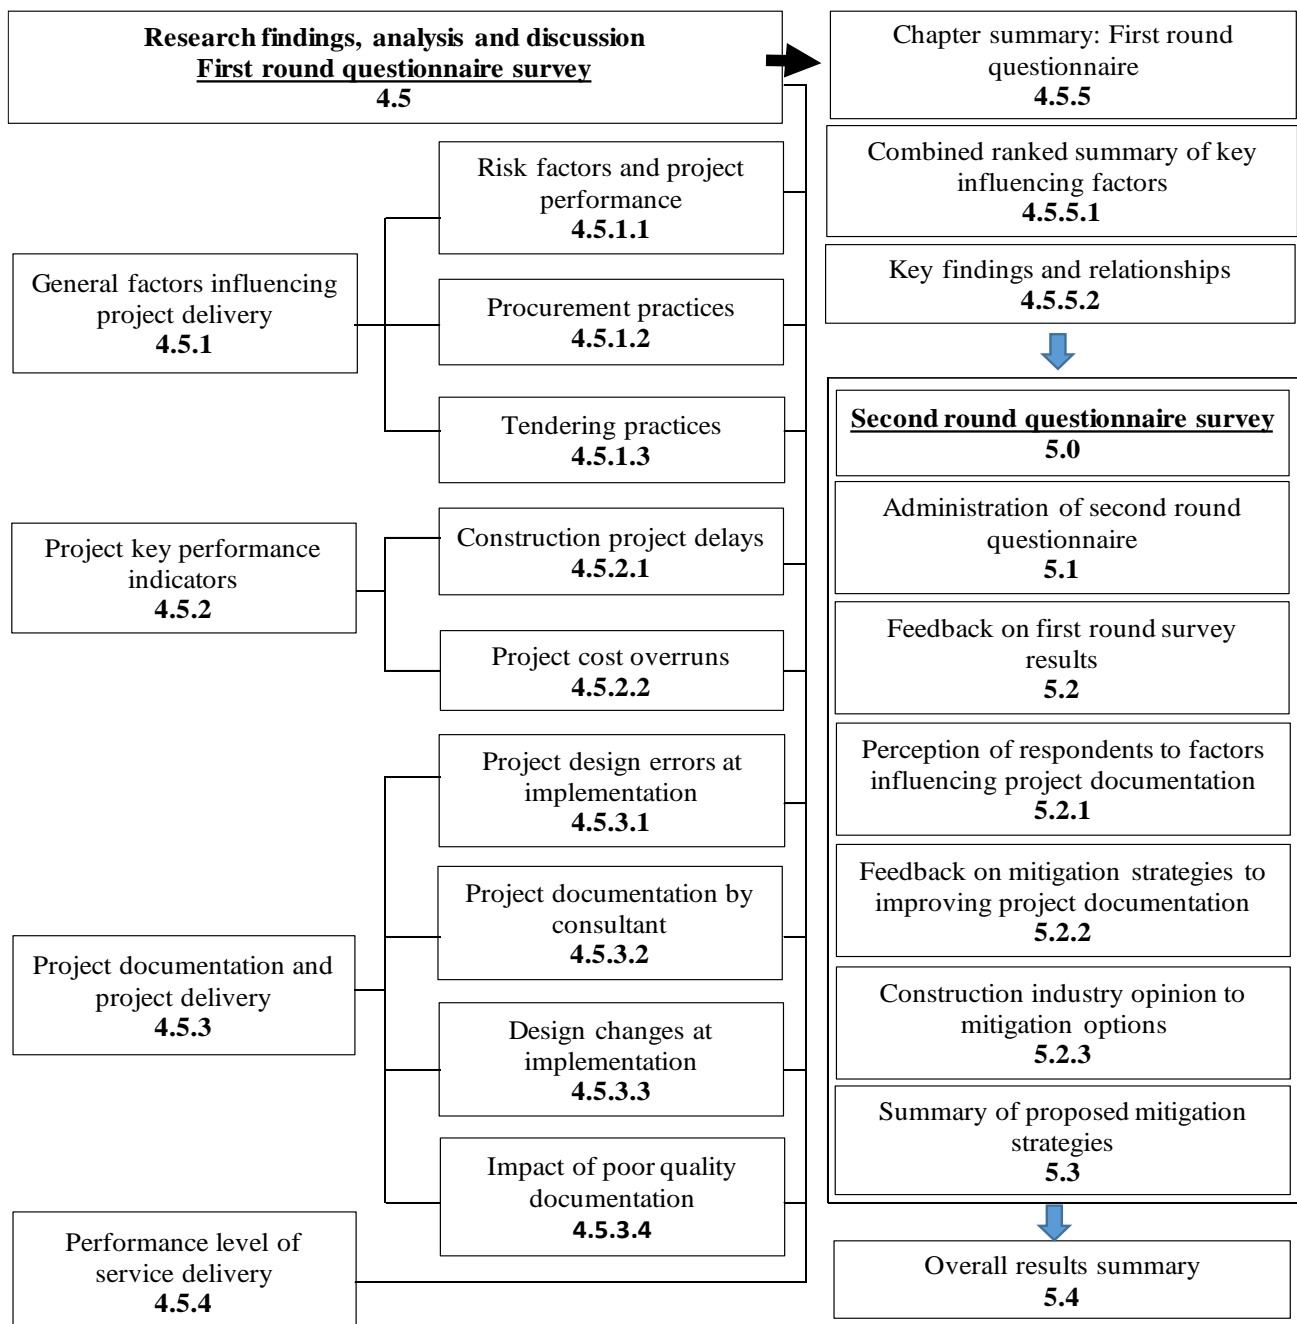 Research findings, analysis and discussion
First round questionnaire survey
4.5
General factors influencing
project delivery
4.5.1
Risk factors and project
performance
4.5.1.1
Procurement practices
4.5.1.2
Tendering practices
4.5.1.3
Project key performance
indicators
4.5.2
Construction project delays
4.5.2.1
Project cost overruns
4.5.2.2
Project documentation and
project delivery
4.5.3
Project design errors at
implementation
4.5.3.1
Project documentation by
consultant
4.5.3.2
Design changes at
implementation
4.5.3.3
Impact of poor quality
documentation
4.5.3.4
Performance level of
service delivery
4.5.4
Chapter summary: First round
questionnaire
4.5.5
Combined ranked summary of key
influencing factors
4.5.5.1
Key findings and relationships
4.5.5.2
Second round questionnaire survey
5.0
Administration of second round
questionnaire
5.1
Feedback on first round survey
results
5.2
Perception of respondents to factors
influencing project documentation
5.2.1
Feedback on mitigation strategies to
improving project documentation
5.2.2
Construction industry opinion to
mitigation options
5.2.3
Summary of proposed mitigation
strategies
5.3
Overall results summary
5.4